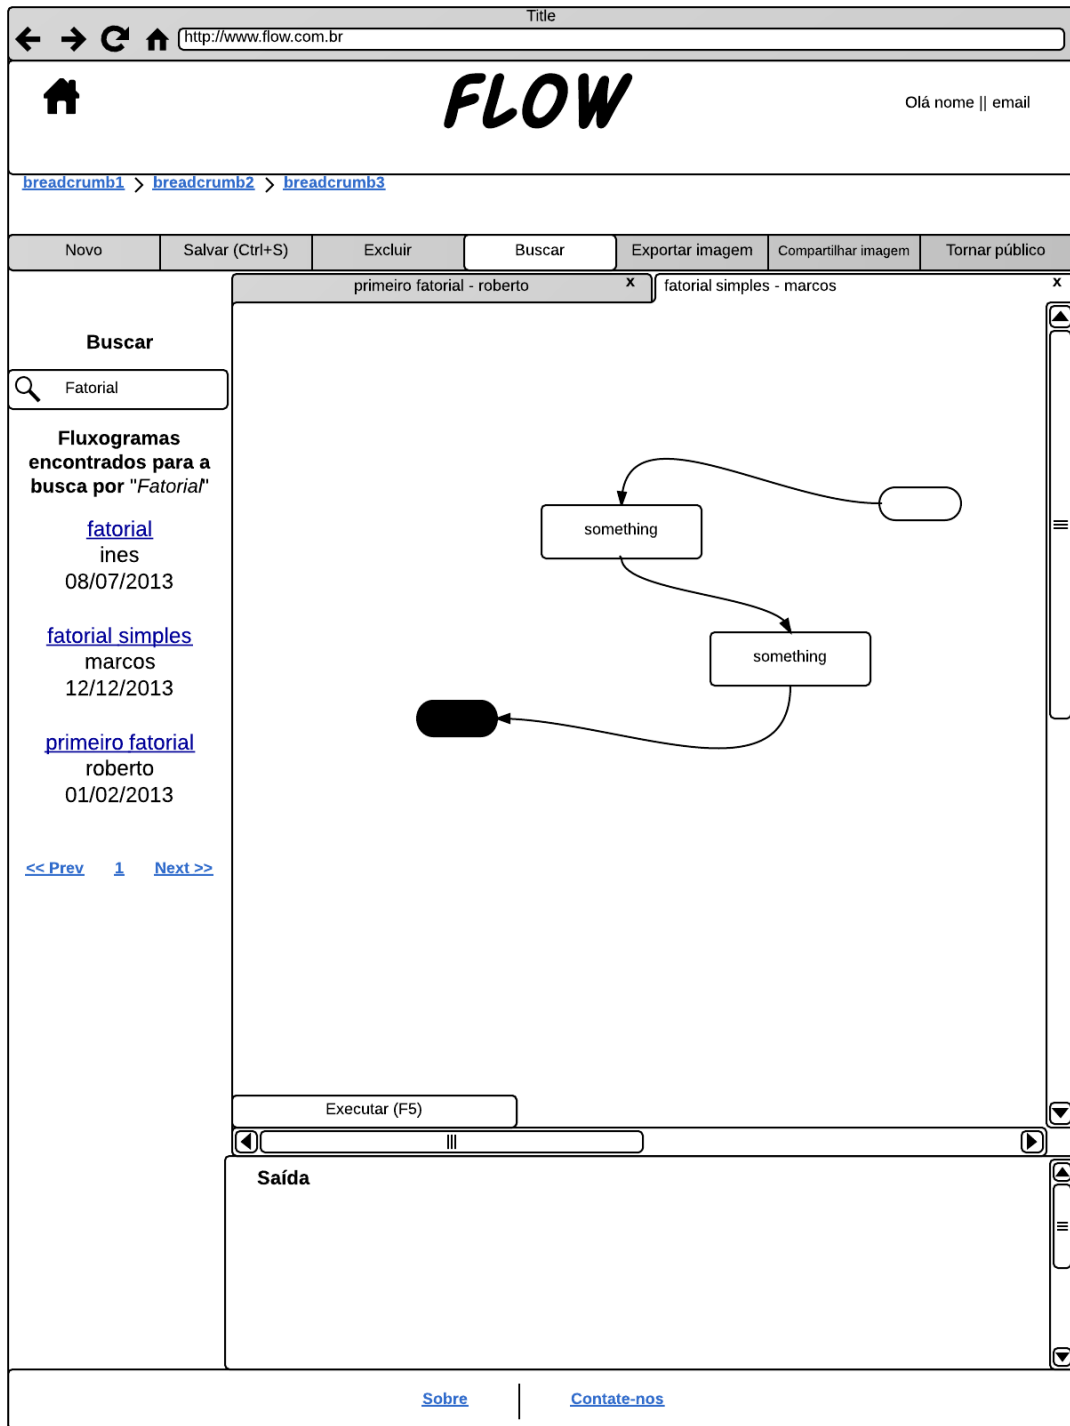 Title
http://www.flow.com.br
FLOW
Olá nome || email
breadcrumb1 > breadcrumb2 > breadcrumb3
Novo Salvar (Ctrl+S) Excluir Buscar Exportar imagem Compartilhar imagem Tornar público
primeiro fatorial - roberto x fatorial simples - marcos x
Buscar
Fatorial
Fluxogramas
encontrados para a
busca por "Fatorial"
fatorial
ines
08/07/2013
fatorial simples
marcos
12/12/2013
primeiro fatorial
roberto
01/02/2013
<< Prev 1 Next >>
something
something
Executar (F5)
Saída
Sobre Contate-nos